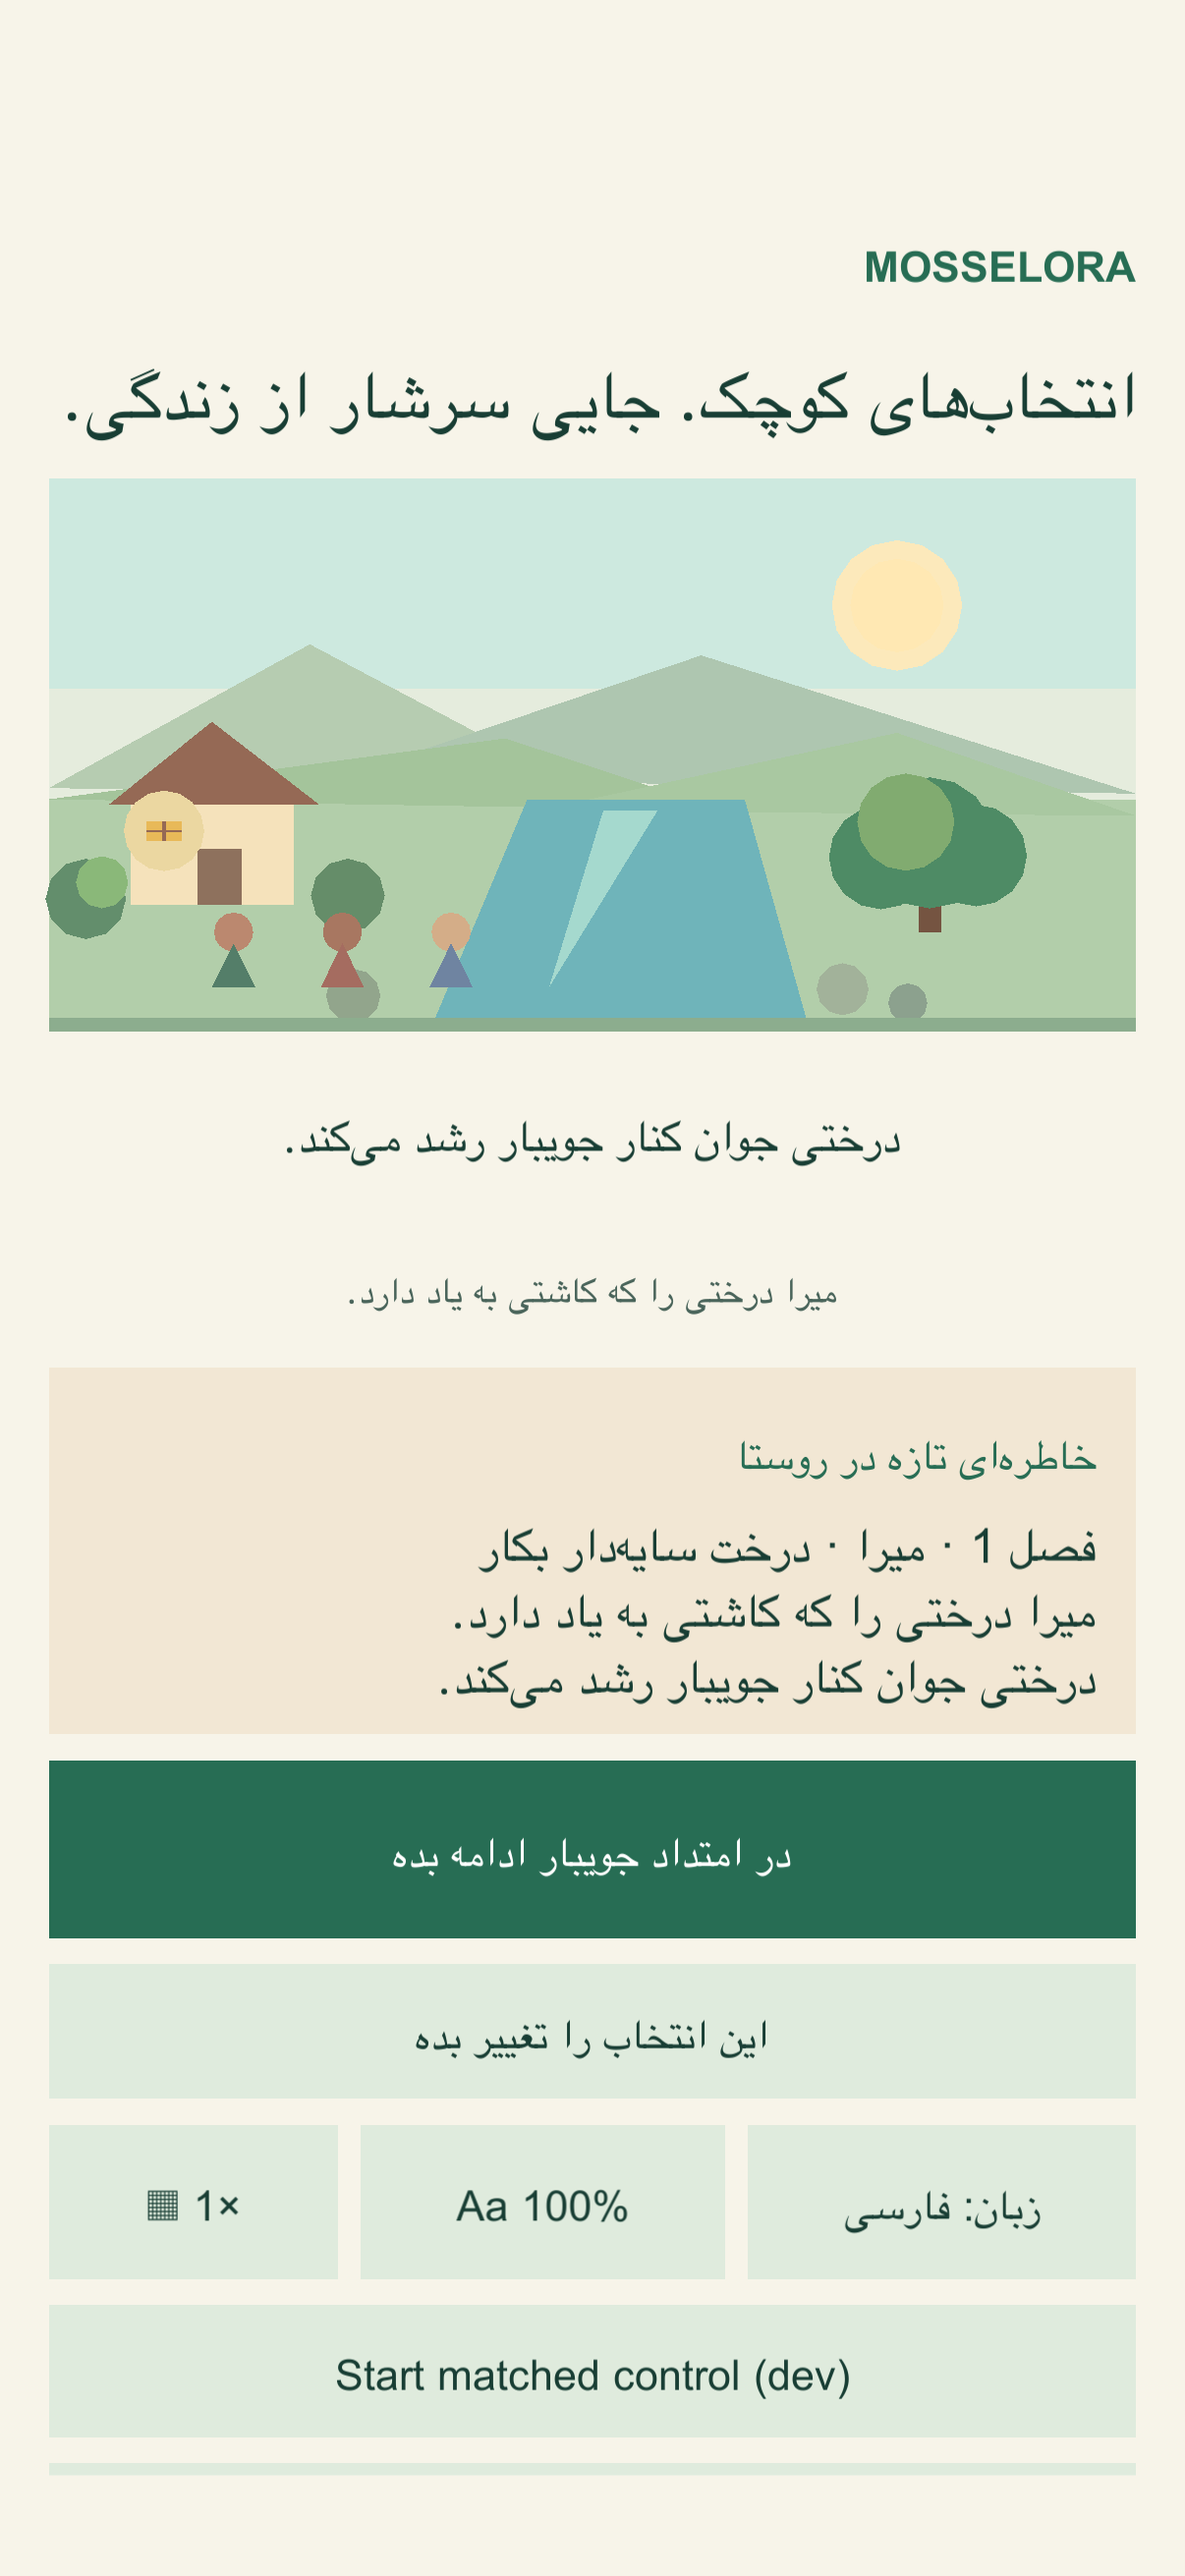 MOSSELORA
انتخاب‌های کوچک. جایی سرشار از زندگی.
درختی جوان کنار جویبار رشد می‌کند.
میرا درختی را که کاشتی به یاد دارد.
خاطره‌ای تازه در روستا
فصل 1 · میرا · درخت سایه‌دار بکار
میرا درختی را که کاشتی به یاد دارد.
درختی جوان کنار جویبار رشد می‌کند.
در امتداد جویبار ادامه بده
این انتخاب را تغییر بده
زبان: فارسی
Aa 100%
▦ 1×
Start matched control (dev)